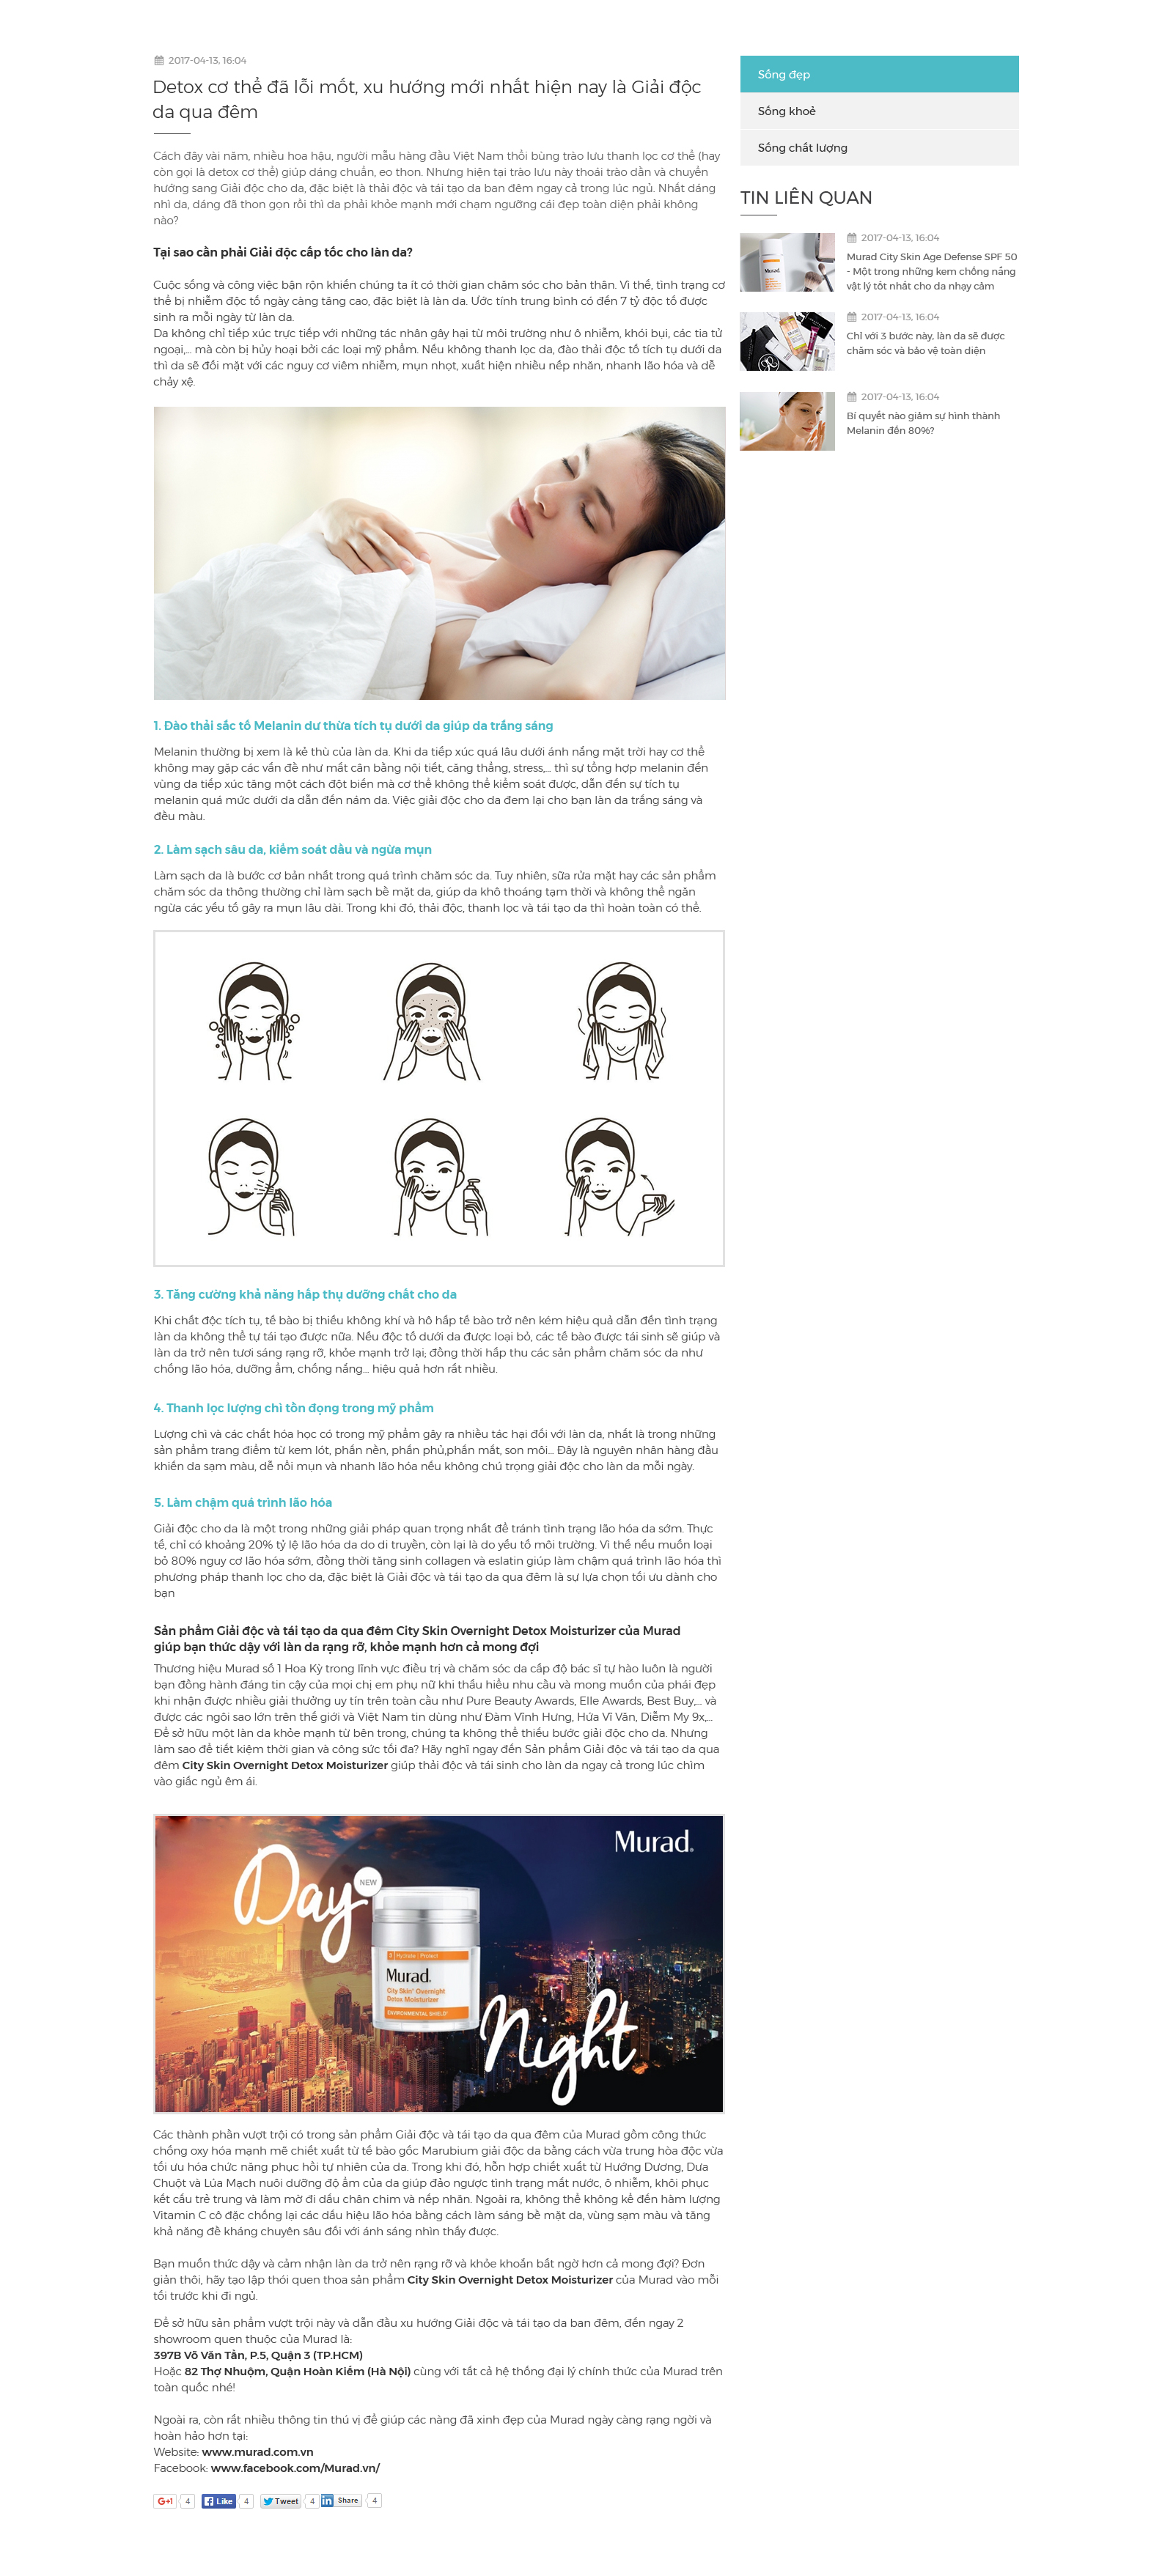 2017-04-13, 16:04
Detox cơ thể đã lỗi mốt, xu hướng mới nhất hiện nay là Giải độc
da qua đêm
Cách đây vài năm, nhiều hoa hậu, người mẫu hàng đầu Việt Nam thổi bùng trào lưu thanh lọc cơ thể (hay
còn gọi là detox cơ thể) giúp dáng chuẩn, eo thon. Nhưng hiện tại trào lưu này thoái trào dần và chuyển
hướng sang Giải độc cho da, đặc biệt là thải độc và tái tạo da ban đêm ngay cả trong lúc ngủ. Nhất dáng
nhì da, dáng đã thon gọn rồi thì da phải khỏe mạnh mới chạm ngưỡng cái đẹp toàn diện phải không
nào?
Tại sao cần phải Giải độc cấp tốc cho làn da?
Cuộc sống và công việc bận rộn khiến chúng ta ít có thời gian chăm sóc cho bản thân. Vì thế, tình trạng cơ
thể bị nhiễm độc tố ngày càng tăng cao, đặc biệt là làn da. Ước tính trung bình có đến 7 tỷ độc tố được
sinh ra mỗi ngày từ làn da.
Da không chỉ tiếp xúc trực tiếp với những tác nhân gây hại từ môi trường như ô nhiễm, khói bụi, các tia tử
ngoại,... mà còn bị hủy hoại bởi các loại mỹ phẩm. Nếu không thanh lọc da, đào thải độc tố tích tụ dưới da
thì da sẽ đối mặt với các nguy cơ viêm nhiễm, mụn nhọt, xuất hiện nhiều nếp nhăn, nhanh lão hóa và dễ
chảy xệ.
1. Đào thải sắc tố Melanin dư thừa tích tụ dưới da giúp da trắng sáng
Melanin thường bị xem là kẻ thù của làn da. Khi da tiếp xúc quá lâu dưới ánh nắng mặt trời hay cơ thể
không may gặp các vấn đề như mất cân bằng nội tiết, căng thẳng, stress,... thì sự tổng hợp melanin đến
vùng da tiếp xúc tăng một cách đột biến mà cơ thể không thể kiểm soát được, dẫn đến sự tích tụ
melanin quá mức dưới da dẫn đến nám da. Việc giải độc cho da đem lại cho bạn làn da trắng sáng và
đều màu.
2. Làm sạch sâu da, kiểm soát dầu và ngừa mụn
Làm sạch da là bước cơ bản nhất trong quá trình chăm sóc da. Tuy nhiên, sữa rửa mặt hay các sản phẩm
chăm sóc da thông thường chỉ làm sạch bề mặt da, giúp da khô thoáng tạm thời và không thể ngăn
ngừa các yếu tố gây ra mụn lâu dài. Trong khi đó, thải độc, thanh lọc và tái tạo da thì hoàn toàn có thể.
3. Tăng cường khả năng hấp thụ dưỡng chất cho da
Khi chất độc tích tụ, tế bào bị thiếu không khí và hô hấp tế bào trở nên kém hiệu quả dẫn đến tình trạng
làn da không thể tự tái tạo được nữa. Nếu độc tố dưới da được loại bỏ, các tế bào được tái sinh sẽ giúp và
làn da trở nên tươi sáng rạng rỡ, khỏe mạnh trở lại; đồng thời hấp thu các sản phẩm chăm sóc da như
chống lão hóa, dưỡng ẩm, chống nắng... hiệu quả hơn rất nhiều.
4. Thanh lọc lượng chì tồn đọng trong mỹ phẩm
Lượng chì và các chất hóa học có trong mỹ phẩm gây ra nhiều tác hại đối với làn da, nhất là trong những
sản phẩm trang điểm từ kem lót, phấn nền, phấn phủ,phấn mắt, son môi... Đây là nguyên nhân hàng đầu
khiến da sạm màu, dễ nổi mụn và nhanh lão hóa nếu không chú trọng giải độc cho làn da mỗi ngày.
5. Làm chậm quá trình lão hóa
Giải độc cho da là một trong những giải pháp quan trọng nhất để tránh tình trạng lão hóa da sớm. Thực
tế, chỉ có khoảng 20% tỷ lệ lão hóa da do di truyền, còn lại là do yếu tố môi trường. Vì thế nếu muốn loại
bỏ 80% nguy cơ lão hóa sớm, đồng thời tăng sinh collagen và eslatin giúp làm chậm quá trình lão hóa thì
phương pháp thanh lọc cho da, đặc biệt là Giải độc và tái tạo da qua đêm là sự lựa chọn tối ưu dành cho
bạn
Sản phẩm Giải độc và tái tạo da qua đêm City Skin Overnight Detox Moisturizer của Murad
giúp bạn thức dậy với làn da rạng rỡ, khỏe mạnh hơn cả mong đợi
Thương hiệu Murad số 1 Hoa Kỳ trong lĩnh vực điều trị và chăm sóc da cấp độ bác sĩ tự hào luôn là người
bạn đồng hành đáng tin cậy của mọi chị em phụ nữ khi thấu hiểu nhu cầu và mong muốn của phái đẹp
khi nhận được nhiều giải thưởng uy tín trên toàn cầu như Pure Beauty Awards, Elle Awards, Best Buy,... và
được các ngôi sao lớn trên thế giới và Việt Nam tin dùng như Đàm Vĩnh Hưng, Hứa Vĩ Văn, Diễm My 9x,...
Để sở hữu một làn da khỏe mạnh từ bên trong, chúng ta không thể thiếu bước giải độc cho da. Nhưng
làm sao để tiết kiệm thời gian và công sức tối đa? Hãy nghĩ ngay đến Sản phẩm Giải độc và tái tạo da qua
đêm City Skin Overnight Detox Moisturizer giúp thải độc và tái sinh cho làn da ngay cả trong lúc chìm
vào giấc ngủ êm ái.
Murad.
Day
NEW
3 Hydrate | Protect
Murad.
City Skin® Overnight
Detox Moisturizer
ENVIRONMENTAL SHIELD®
Night
Các thành phần vượt trội có trong sản phẩm Giải độc và tái tạo da qua đêm của Murad gồm công thức
chống oxy hóa mạnh mẽ chiết xuất từ tế bào gốc Marubium giải độc da bằng cách vừa trung hòa độc vừa
tối ưu hóa chức năng phục hồi tự nhiên của da. Trong khi đó, hỗn hợp chiết xuất từ Hướng Dương, Dưa
Chuột và Lúa Mạch nuôi dưỡng độ ẩm của da giúp đảo ngược tình trạng mất nước, ô nhiễm, khôi phục
kết cấu trẻ trung và làm mờ đi dấu chân chim và nếp nhăn. Ngoài ra, không thể không kể đến hàm lượng
Vitamin C cô đặc chống lại các dấu hiệu lão hóa bằng cách làm sáng bề mặt da, vùng sạm màu và tăng
khả năng đề kháng chuyên sâu đối với ánh sáng nhìn thấy được.
Bạn muốn thức dậy và cảm nhận làn da trở nên rạng rỡ và khỏe khoắn bất ngờ hơn cả mong đợi? Đơn
giản thôi, hãy tạo lập thói quen thoa sản phẩm City Skin Overnight Detox Moisturizer của Murad vào mỗi
tối trước khi đi ngủ.
Để sở hữu sản phẩm vượt trội này và dẫn đầu xu hướng Giải độc và tái tạo da ban đêm, đến ngay 2
showroom quen thuộc của Murad là:
397B Võ Văn Tần, P.5, Quận 3 (TP.HCM)
Hoặc 82 Thợ Nhuộm, Quận Hoàn Kiếm (Hà Nội) cùng với tất cả hệ thống đại lý chính thức của Murad trên
toàn quốc nhé!
Ngoài ra, còn rất nhiều thông tin thú vị để giúp các nàng đã xinh đẹp của Murad ngày càng rạng ngời và
hoàn hảo hơn tại:
Website: www.murad.com.vn
Facebook: www.facebook.com/Murad.vn/
G+1 4 Like 4 Tweet 4 in Share 4
Sống đẹp
Sống khoẻ
Sống chất lượng
TIN LIÊN QUAN
2017-04-13, 16:04
Murad City Skin Age Defense SPF 50
- Một trong những kem chống nắng
vật lý tốt nhất cho da nhạy cảm
Murad.
2017-04-13, 16:04
Chỉ với 3 bước này, làn da sẽ được
chăm sóc và bảo vệ toàn diện
2017-04-13, 16:04
Bí quyết nào giảm sự hình thành
Melanin đến 80%?